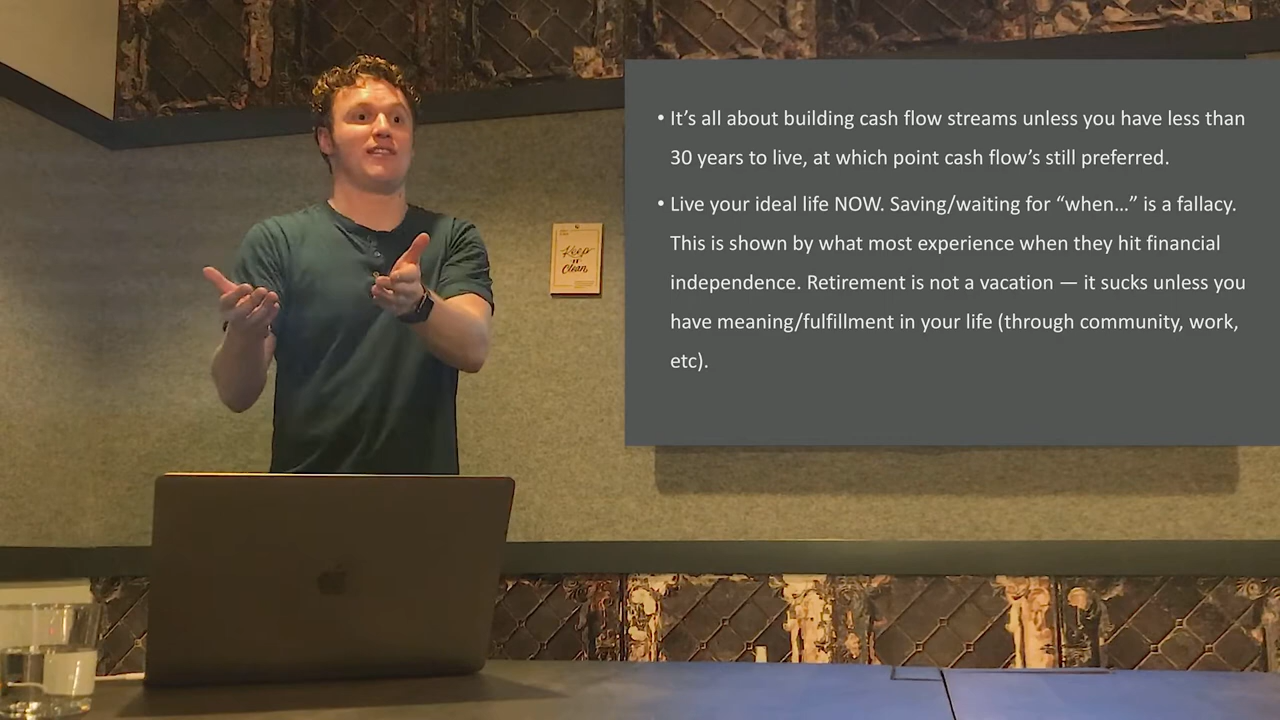 • It’s all about building cash flow streams unless you have less than
30 years to live, at which point cash flow’s still preferred.
• Live your ideal life NOW. Saving/waiting for “when…” is a fallacy.
This is shown by what most experience when they hit financial
independence. Retirement is not a vacation — it sucks unless you
have meaning/fulfillment in your life (through community, work,
etc).
Keep
it
Clean